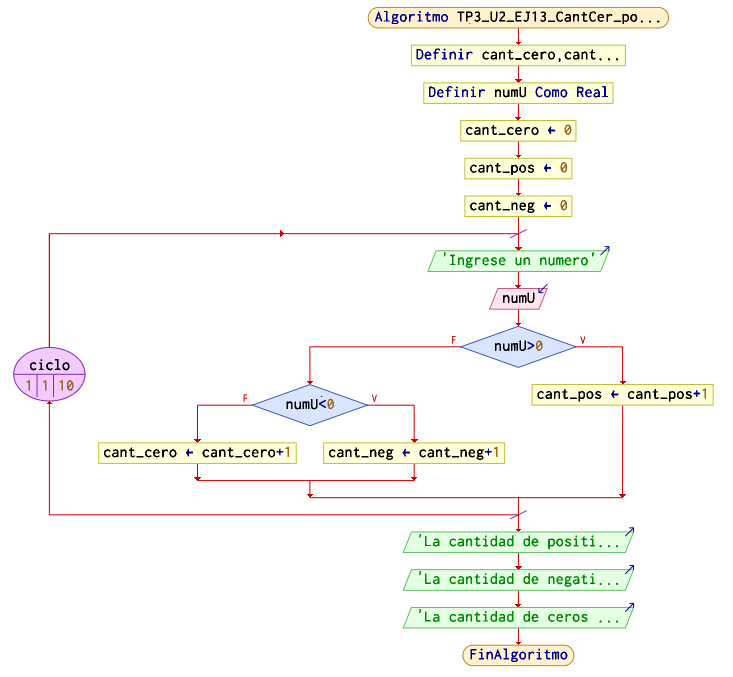 Algoritmo TP3_U2_EJ13_CantCer_po...
Definir cant_cero,cant...
Definir numU Como Real
cant_cero ← 0
cant_pos ← 0
cant_neg ← 0
'Ingrese un numero'
numU
F numU>0 V
ciclo
1 1 10
cant_pos ← cant_pos+1
F numU<0 V
cant_cero ← cant_cero+1
cant_neg ← cant_neg+1
'La cantidad de positi...
'La cantidad de negati...
'La cantidad de ceros ...
FinAlgoritmo